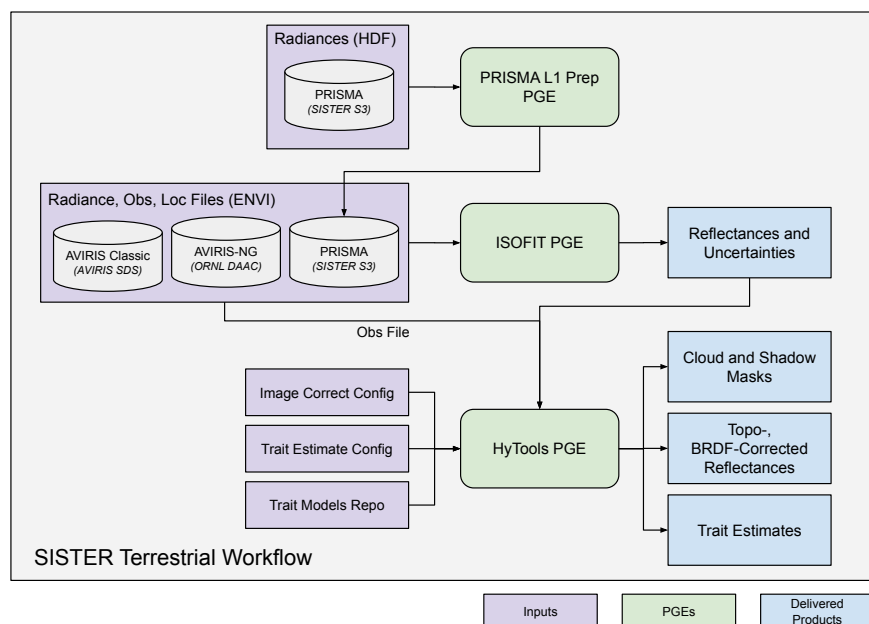 Radiances (HDF)
PRISMA
(SISTER S3)
PRISMA L1 Prep
PGE
Radiance, Obs, Loc Files (ENVI)
AVIRIS Classic
(AVIRIS SDS)
AVIRIS-NG
(ORNL DAAC)
PRISMA
(SISTER S3)
ISOFIT PGE
Reflectances and
Uncertainties
Obs File
Image Correct Config
Trait Estimate Config
Trait Models Repo
HyTools PGE
Cloud and Shadow
Masks
Topo-,
BRDF-Corrected
Reflectances
Trait Estimates
SISTER Terrestrial Workflow
Inputs
PGEs
Delivered
Products